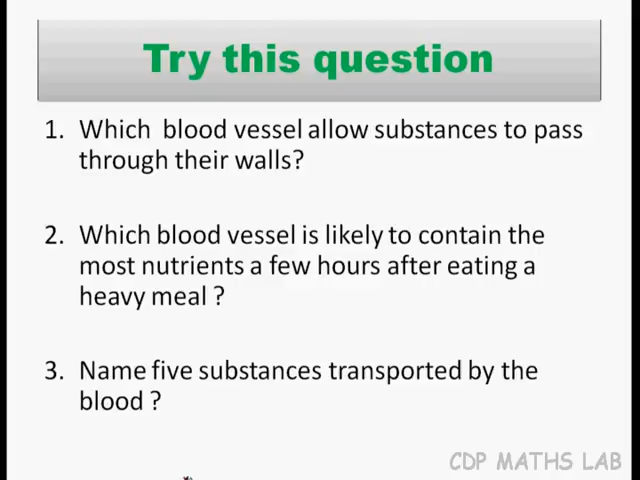 Try this question
1. Which blood vessel allow substances to pass
through their walls?
2. Which blood vessel is likely to contain the
most nutrients a few hours after eating a
heavy meal ?
3. Name five substances transported by the
blood ?
CDP MATHS LAB